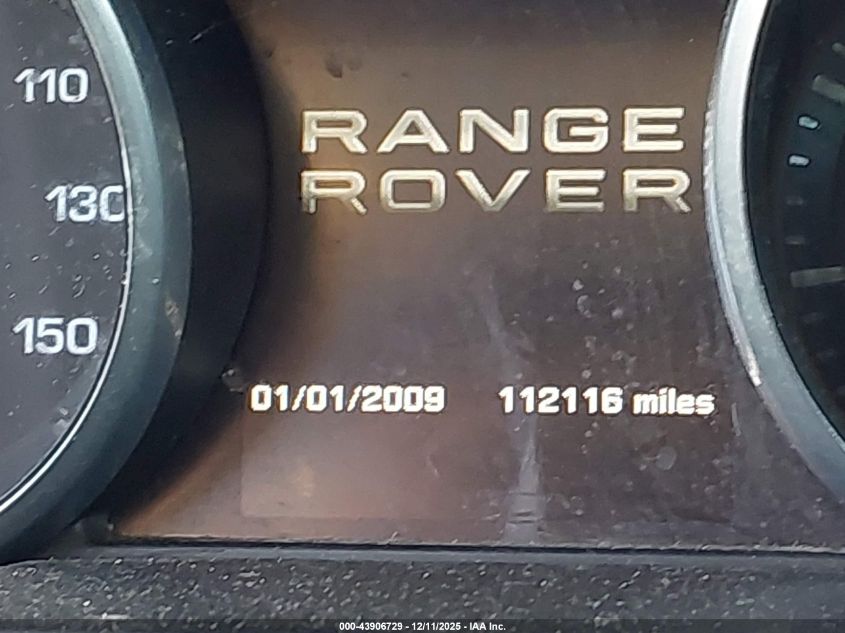 110
130
150
RANGE
ROVER
01/01/2009 112116 miles
000-43906729 - 12/11/2025 - IAA Inc.